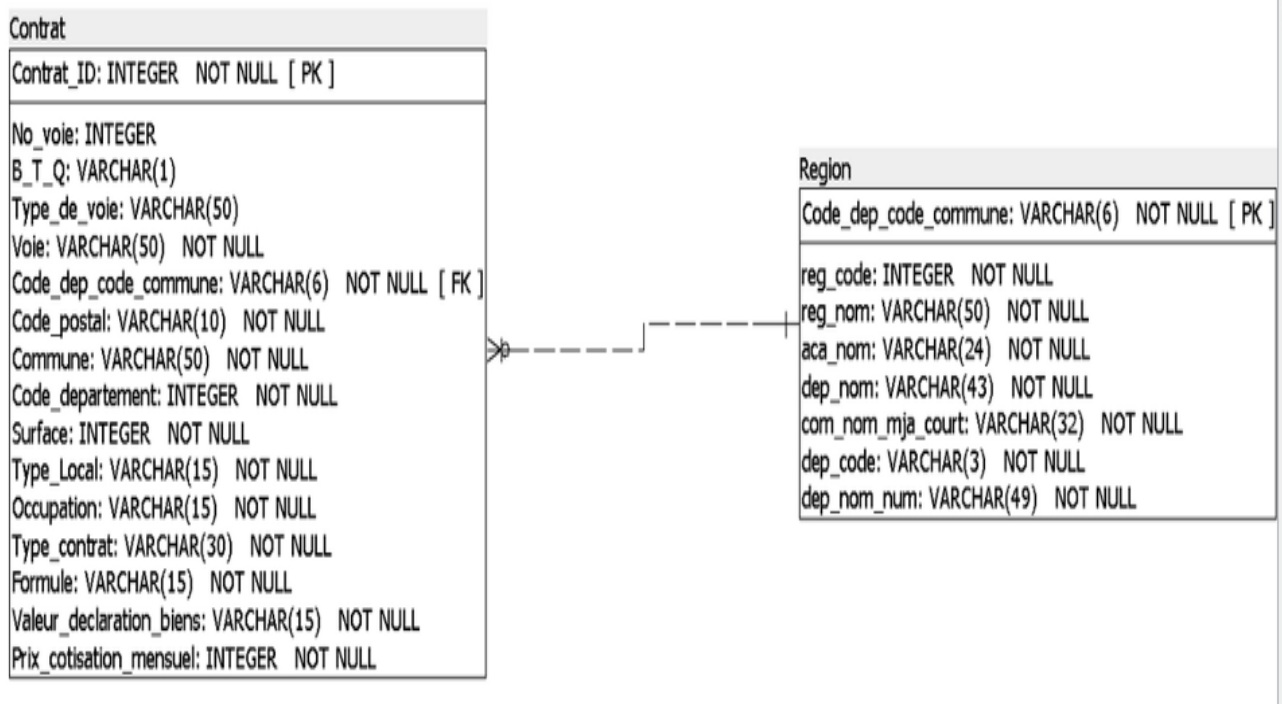 Contrat
Contrat_ID: INTEGER NOT NULL [ PK ]
No_voie: INTEGER
B_T_Q: VARCHAR(1)
Type_de_voie: VARCHAR(50)
Voie: VARCHAR(50) NOT NULL
Code_dep_code_commune: VARCHAR(6) NOT NULL [ FK ]
Code_postal: VARCHAR(10) NOT NULL
Commune: VARCHAR(50) NOT NULL
Code_departement: INTEGER NOT NULL
Surface: INTEGER NOT NULL
Type_Local: VARCHAR(15) NOT NULL
Occupation: VARCHAR(15) NOT NULL
Type_contrat: VARCHAR(30) NOT NULL
Formule: VARCHAR(15) NOT NULL
Valeur_declaration_biens: VARCHAR(15) NOT NULL
Prix_cotisation_mensuel: INTEGER NOT NULL
Region
Code_dep_code_commune: VARCHAR(6) NOT NULL [ PK ]
reg_code: INTEGER NOT NULL
reg_nom: VARCHAR(50) NOT NULL
aca_nom: VARCHAR(24) NOT NULL
dep_nom: VARCHAR(43) NOT NULL
com_nom_mja_court: VARCHAR(32) NOT NULL
dep_code: VARCHAR(3) NOT NULL
dep_nom_num: VARCHAR(49) NOT NULL